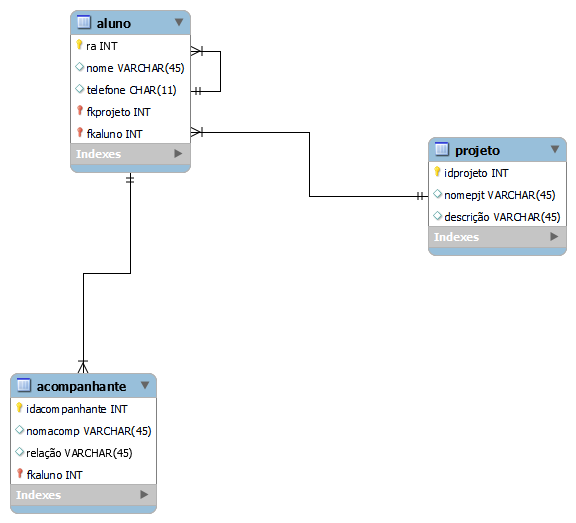 aluno
ra INT
nome VARCHAR(45)
telefone CHAR(11)
fkprojeto INT
fkaluno INT
Indexes
projeto
idprojeto INT
nomepjt VARCHAR(45)
descrição VARCHAR(45)
Indexes
acompanhante
idacompanhante INT
nomacomp VARCHAR(45)
relação VARCHAR(45)
fkaluno INT
Indexes